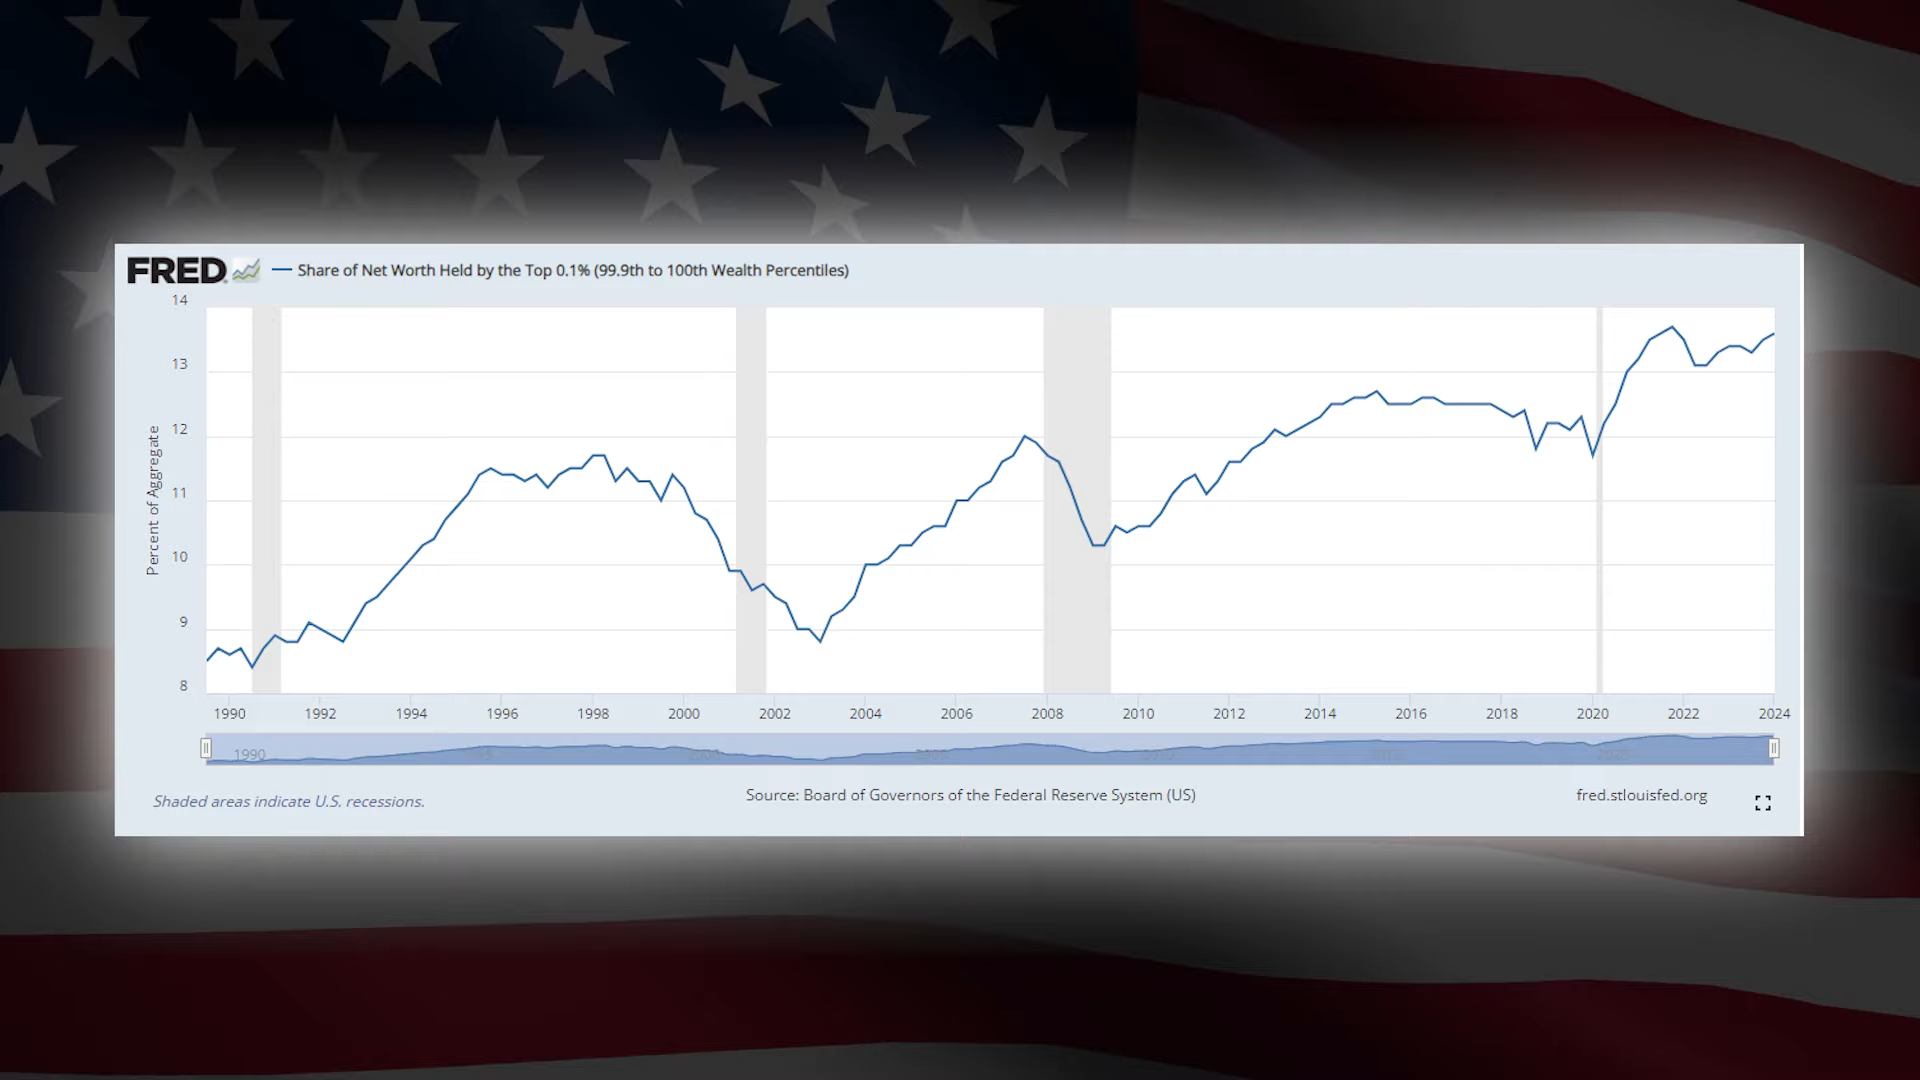 FRED
Share of Net Worth Held by the Top 0.1% (99.9th to 100th Wealth Percentiles)
14
13
12
11
10
9
8
Percent of Aggregate
1990 1992 1994 1996 1998 2000 2002 2004 2006 2008 2010 2012 2014 2016 2018 2020 2022 2024
1990
Shaded areas indicate U.S. recessions.
Source: Board of Governors of the Federal Reserve System (US)
fred.stlouisfed.org